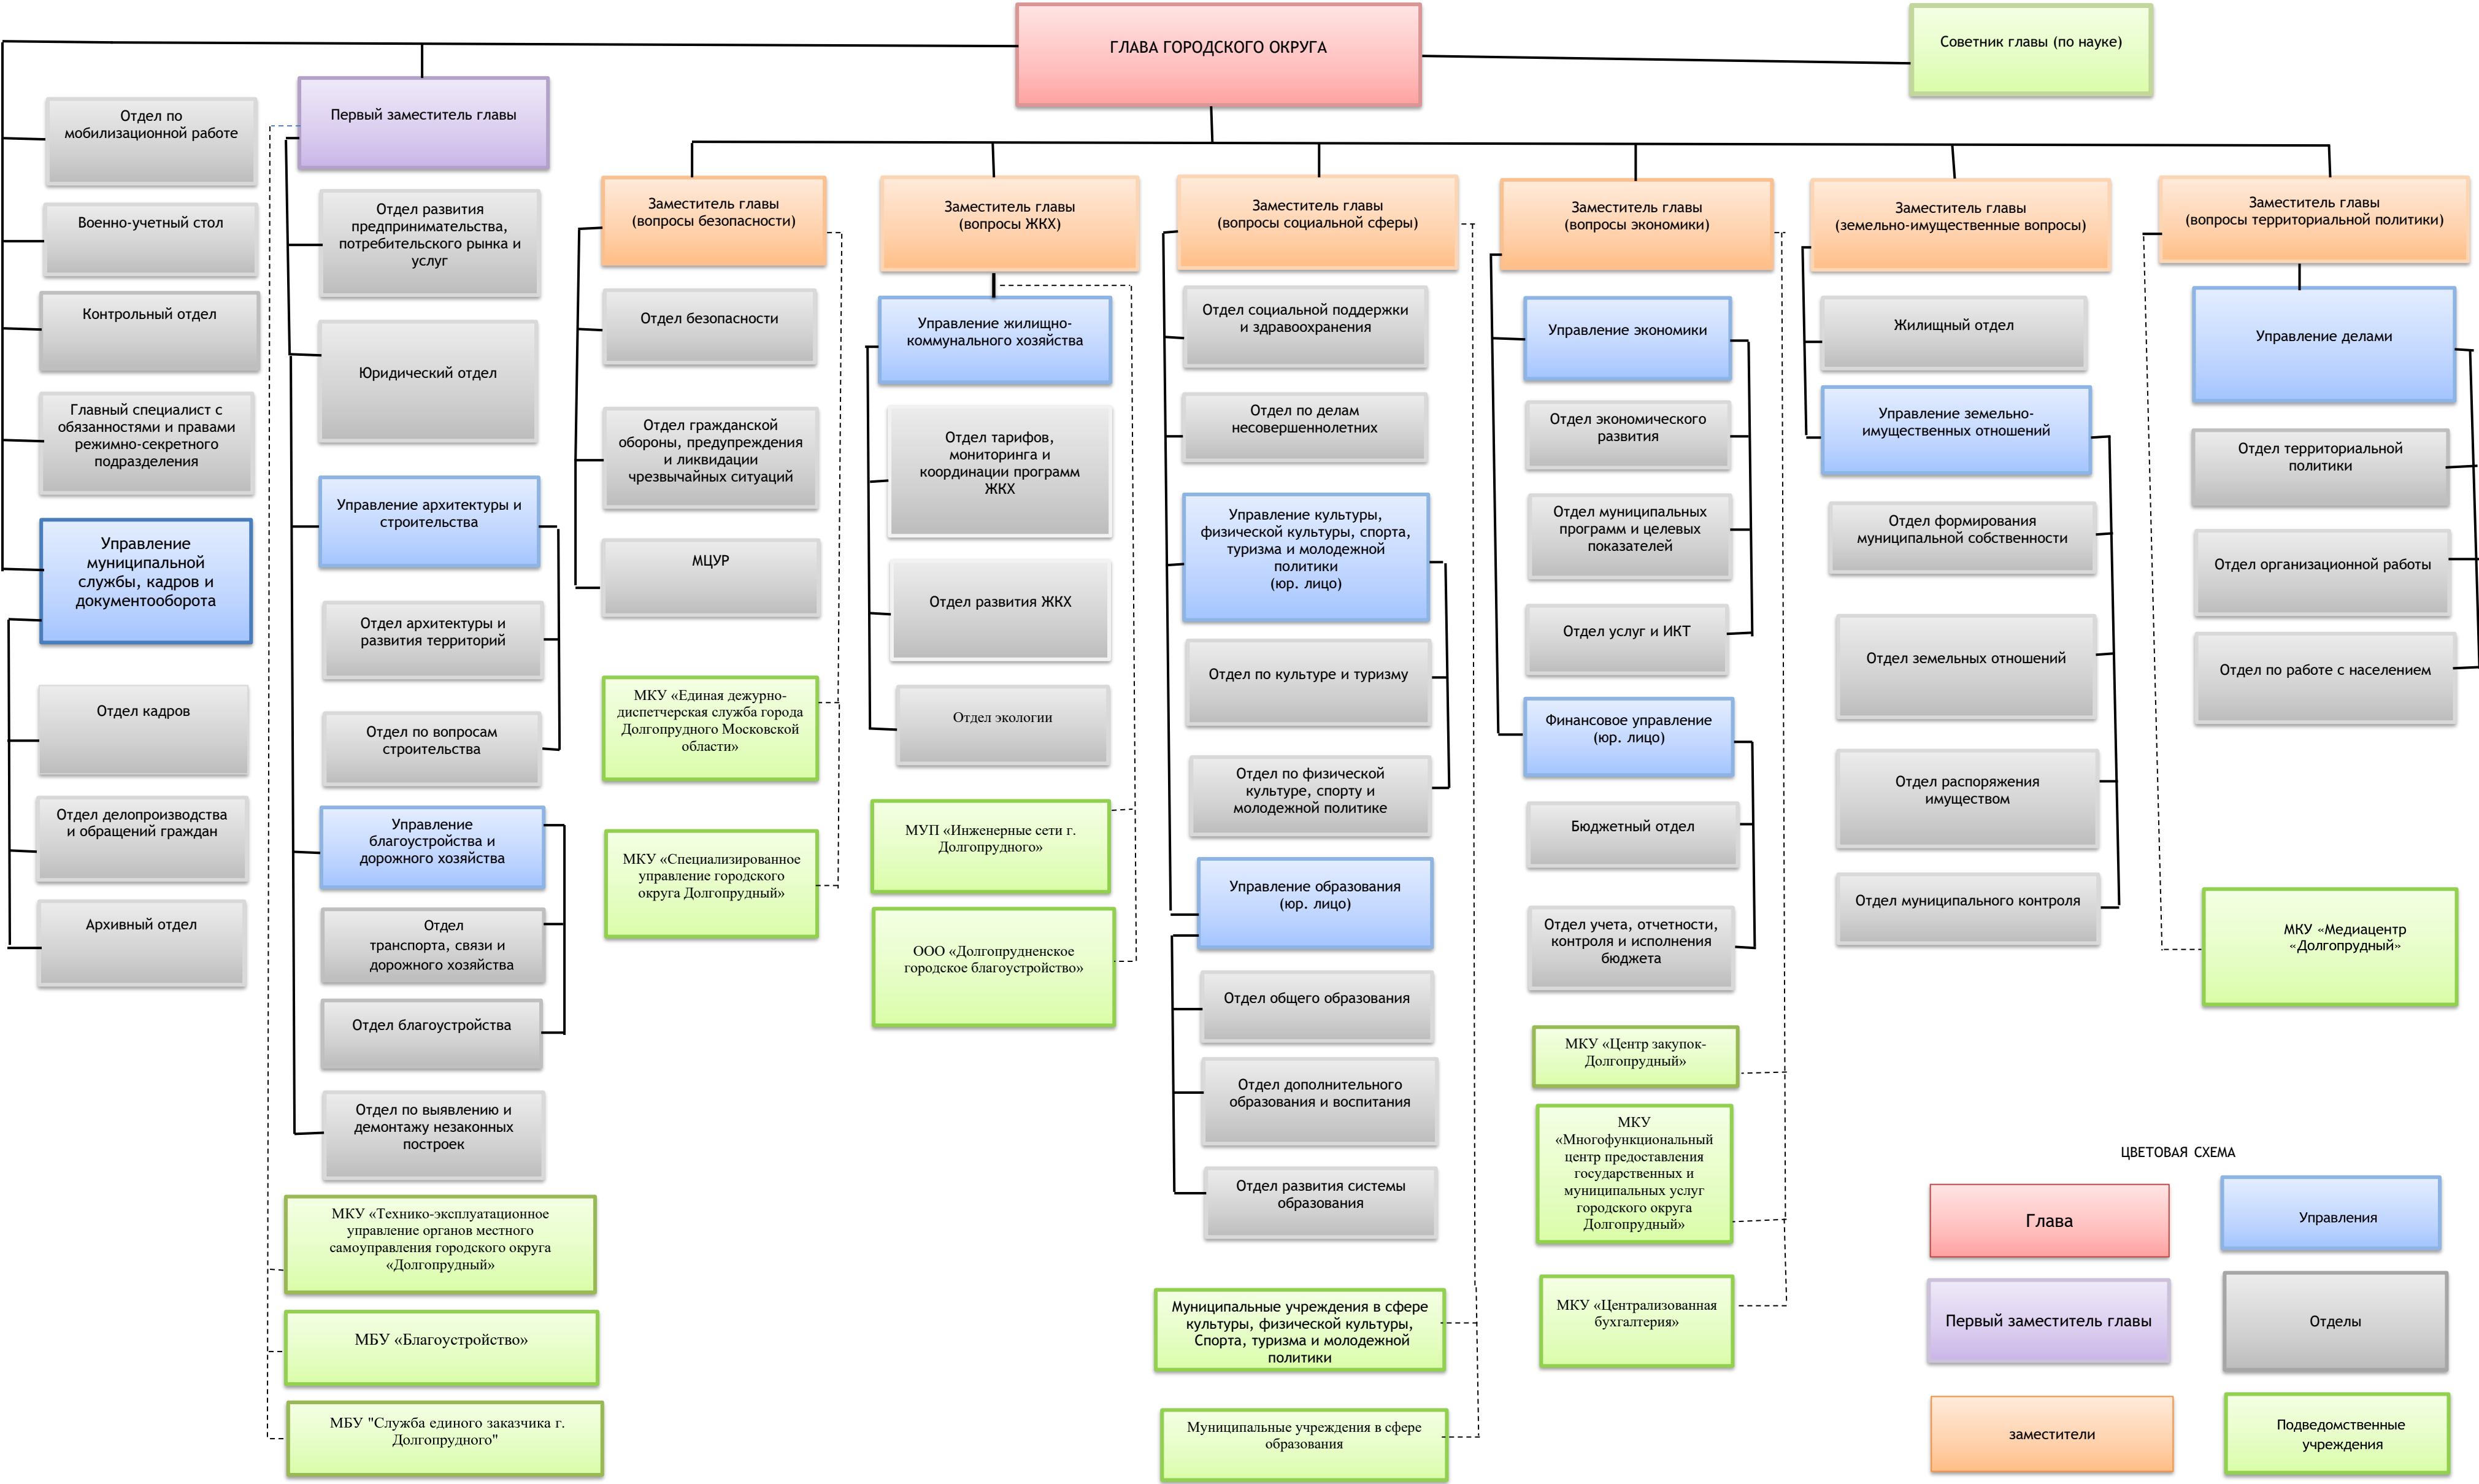 ГЛАВА ГОРОДСКОГО ОКРУГА
Советник главы (по науке)
Отдел по
мобилизационной работе
Военно-учетный стол
Контрольный отдел
Главный специалист с
обязанностями и правами
режимно-секретного
подразделения
Управление
муниципальной
службы, кадров и
документооборота
Отдел кадров
Отдел делопроизводства
и обращений граждан
Архивный отдел
Первый заместитель главы
Отдел развития
предпринимательства,
потребительского рынка и
услуг
Юридический отдел
Управление архитектуры и
строительства
Отдел архитектуры и
развития территорий
Отдел по вопросам
строительства
Управление
благоустройства и
дорожного хозяйства
Отдел
транспорта, связи и
дорожного хозяйства
Отдел благоустройства
Отдел по выявлению и
демонтажу незаконных
построек
МКУ «Технико-эксплуатационное
управление органов местного
самоуправления городского округа
«Долгопрудный»
МБУ «Благоустройство»
МБУ "Служба единого заказчика г.
Долгопрудного"
Заместитель главы
(вопросы безопасности)
Отдел безопасности
Отдел гражданской
обороны, предупреждения
и ликвидации
чрезвычайных ситуаций
МЦУР
МКУ «Единая дежурно-
диспетчерская служба города
Долгопрудного Московской
области»
МКУ «Специализированное
управление городского
округа Долгопрудный»
Заместитель главы
(вопросы ЖКХ)
Управление жилищно-
коммунального хозяйства
Отдел тарифов,
мониторинга и
координации программ
ЖКХ
Отдел развития ЖКХ
Отдел экологии
МУП «Инженерные сети г.
Долгопрудного»
ООО «Долгопрудненское
городское благоустройство»
Заместитель главы
(вопросы социальной сферы)
Отдел социальной поддержки
и здравоохранения
Отдел по делам
несовершеннолетних
Управление культуры,
физической культуры, спорта,
туризма и молодежной
политики
(юр. лицо)
Отдел по культуре и туризму
Отдел по физической
культуре, спорту и
молодежной политике
Управление образования
(юр. лицо)
Отдел общего образования
Отдел дополнительного
образования и воспитания
Отдел развития системы
образования
Муниципальные учреждения в сфере
культуры, физической культуры,
Спорта, туризма и молодежной
политики
Муниципальные учреждения в сфере
образования
Заместитель главы
(вопросы экономики)
Управление экономики
Отдел экономического
развития
Отдел муниципальных
программ и целевых
показателей
Отдел услуг и ИКТ
Финансовое управление
(юр. лицо)
Бюджетный отдел
Отдел учета, отчетности,
контроля и исполнения
бюджета
МКУ «Центр закупок-
Долгопрудный»
МКУ
«Многофункциональный
центр предоставления
государственных и
муниципальных услуг
городского округа
Долгопрудный»
МКУ «Централизованная
бухгалтерия»
Заместитель главы
(земельно-имущественные вопросы)
Жилищный отдел
Управление земельно-
имущественных отношений
Отдел формирования
муниципальной собственности
Отдел земельных отношений
Отдел распоряжения
имуществом
Отдел муниципального контроля
Заместитель главы
(вопросы территориальной политики)
Управление делами
Отдел территориальной
политики
Отдел организационной работы
Отдел по работе с населением
МКУ «Медиацентр
«Долгопрудный»
ЦВЕТОВАЯ СХЕМА
Глава
Управления
Первый заместитель главы
Отделы
заместители
Подведомственные
учреждения